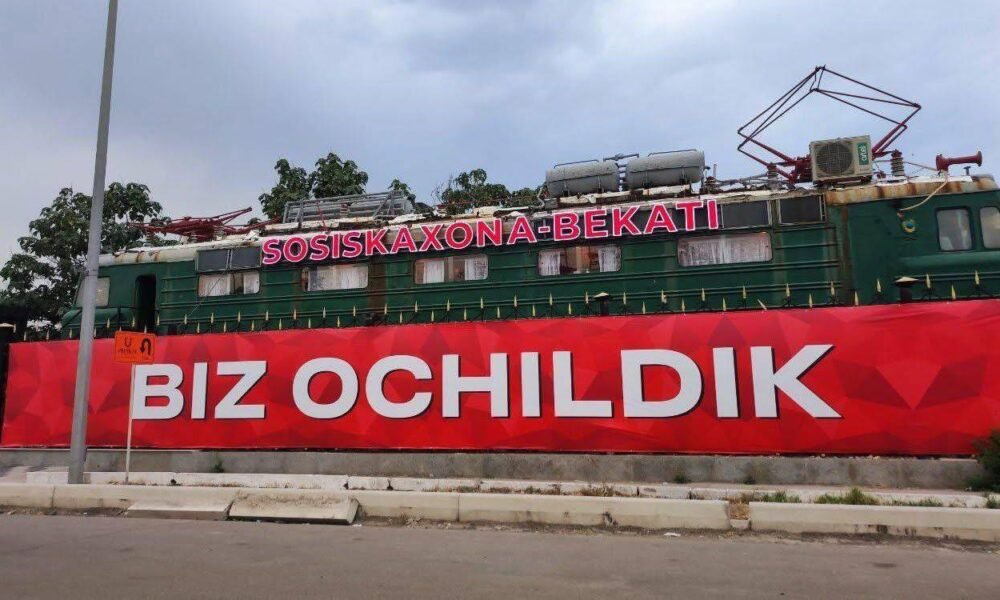 SOSISKAXONA-BEKATI
BIZ OCHILDIK